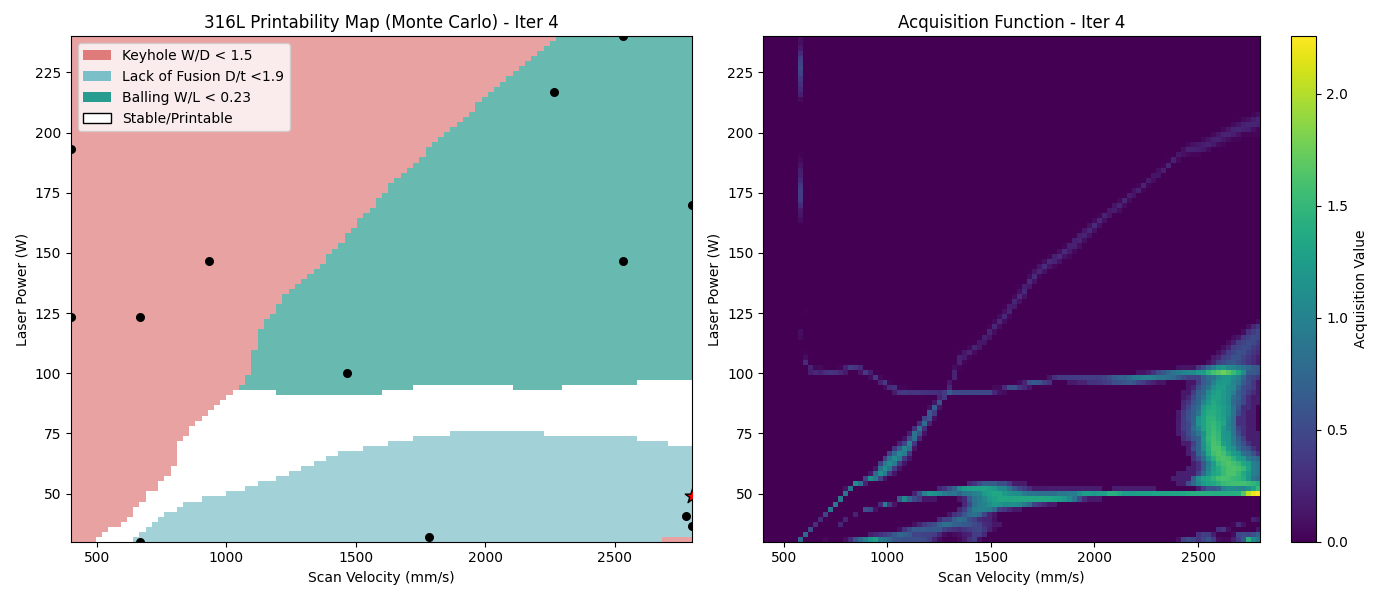 316L Printability Map (Monte Carlo) - Iter 4
Keyhole W/D < 1.5
Lack of Fusion D/t <1.9
Balling W/L < 0.23
Stable/Printable
Laser Power (W)
225
200
175
150
125
100
75
50
500
1000
1500
2000
2500
Scan Velocity (mm/s)
Acquisition Function - Iter 4
Laser Power (W)
225
200
175
150
125
100
75
50
500
1000
1500
2000
2500
Scan Velocity (mm/s)
2.0
1.5
1.0
0.5
0.0
Acquisition Value